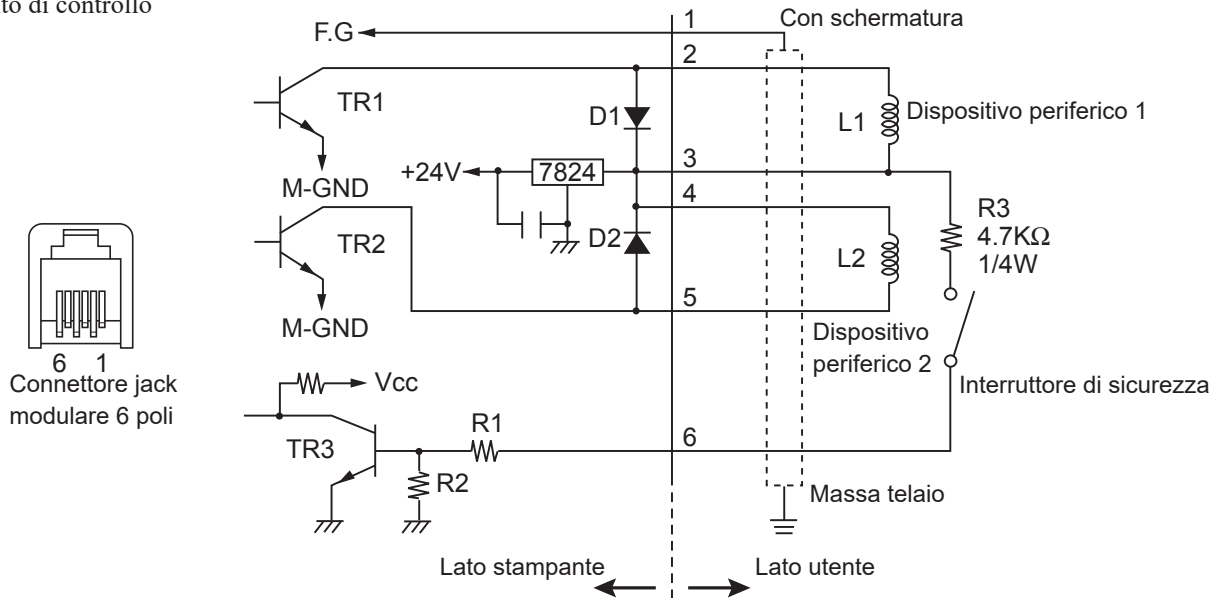 to di controllo
1
Con schermatura
F.G
2
TR1
D1
L1
Dispositivo periferico 1
3
+24V
7824
M-GND
4
R3
4.7KΩ
1/4W
TR2
D2
L2
5
M-GND
Dispositivo
periferico 2
6 1
Connettore jack
modulare 6 poli
Vcc
Interruttore di sicurezza
R1
6
TR3
R2
Massa telaio
Lato stampante
Lato utente